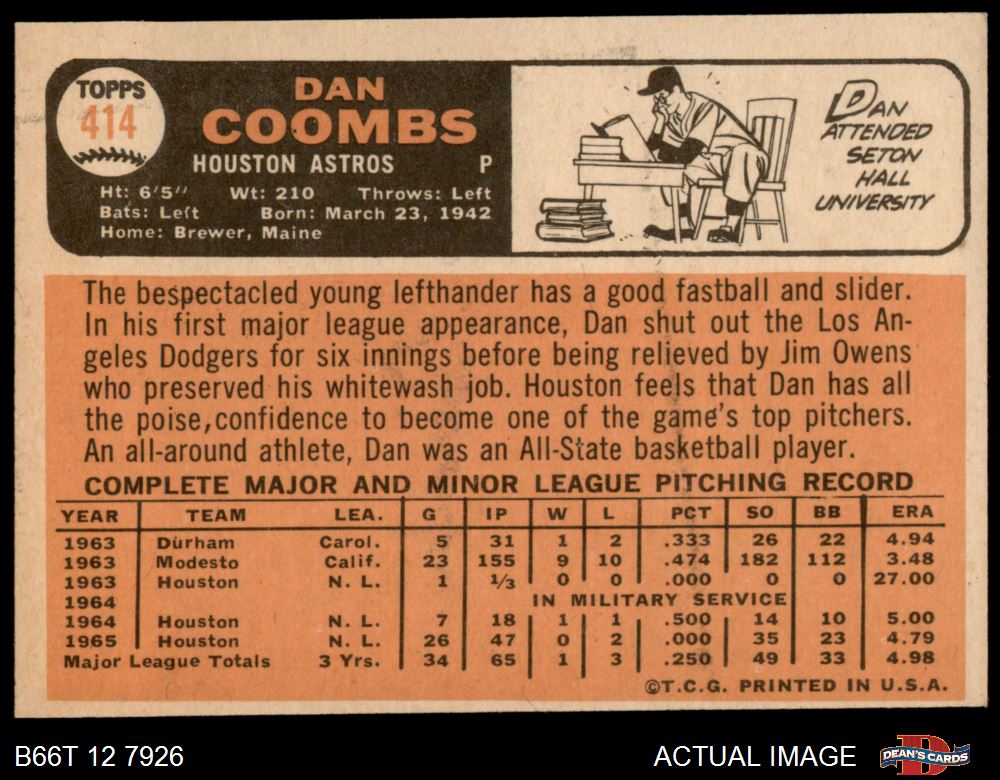 TOPPS
414
DAN
COOMBS
HOUSTON ASTROS P
Ht: 6'5" Wt: 210 Throws: Left
Bats: Left Born: March 23, 1942
Home: Brewer, Maine
DAN
ATTENDED
SETON
HALL
UNIVERSITY
The bespectacled young lefthander has a good fastball and slider.
In his first major league appearance, Dan shut out the Los An-
geles Dodgers for six innings before being relieved by Jim Owens
who preserved his whitewash job. Houston feels that Dan has all
the poise, confidence to become one of the game's top pitchers.
An all-around athlete, Dan was an All-State basketball player.
COMPLETE MAJOR AND MINOR LEAGUE PITCHING RECORD
YEAR TEAM LEA. G IP W L PCT SO BB ERA
1963 Durham Carol. 5 31 1 2 .333 26 22 4.94
1963 Modesto Calif. 23 155 9 10 .474 182 112 3.48
1963 Houston N. L. 1 1/3 0 0 .000 0 0 27.00
1964 IN MILITARY SERVICE
1964 Houston N. L. 7 18 1 1 .500 14 10 5.00
1965 Houston N. L. 26 47 0 2 .000 35 23 4.79
Major League Totals 3 Yrs. 34 65 1 3 .250 49 33 4.98
©T.C.G. PRINTED IN U.S.A.
B66T 12 7926 ACTUAL IMAGE DEAN'S CARDS